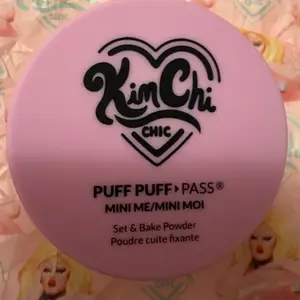 KimChi
CHIC
PUFF PUFF▸PASS®
MINI ME/MINI MOI
Set & Bake Powder
Poudre cuite fixante